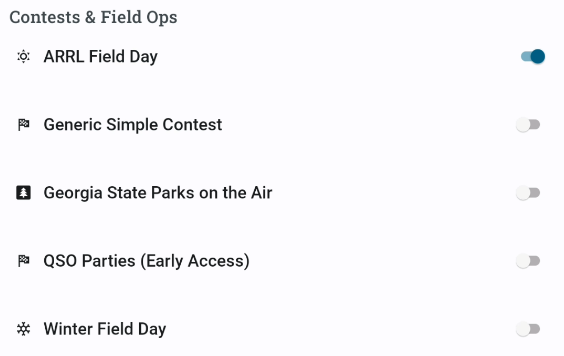 Contests & Field Ops
ARRL Field Day
Generic Simple Contest
Georgia State Parks on the Air
QSO Parties (Early Access)
Winter Field Day